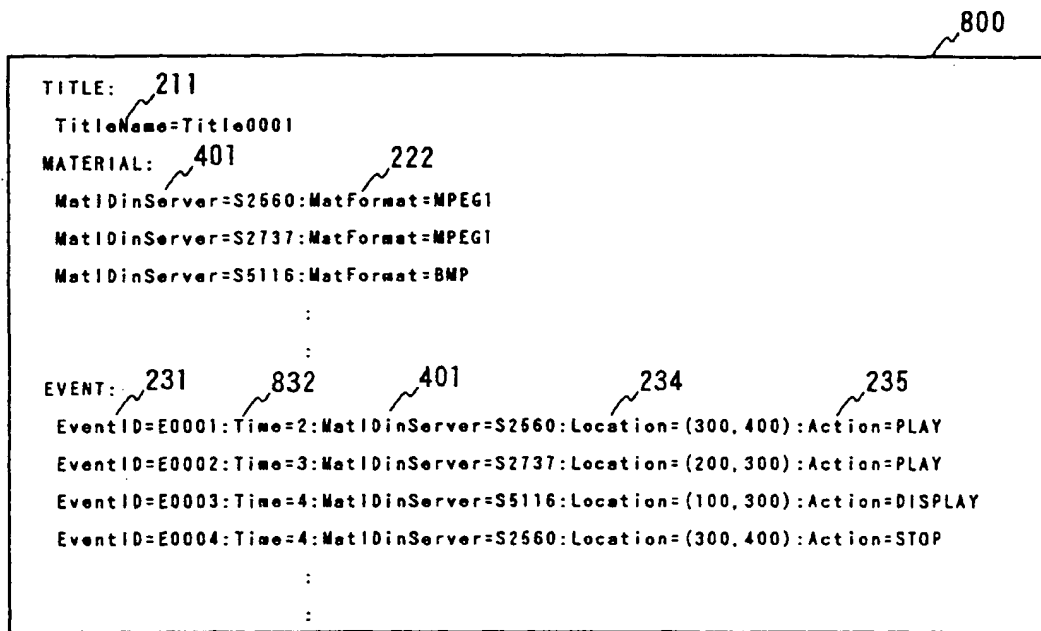 800
TITLE: 211
TitleName=Title0001
MATERIAL: 401 222
MatIDinServer=S2560:MatFormat=MPEG1
MatIDinServer=S2737:MatFormat=MPEG1
MatIDinServer=S5116:MatFormat=BMP
:
:
EVENT: 231 832 401 234 235
EventID=E0001:Time=2:MatIDinServer=S2560:Location=(300,400):Action=PLAY
EventID=E0002:Time=3:MatIDinServer=S2737:Location=(200,300):Action=PLAY
EventID=E0003:Time=4:MatIDinServer=S5116:Location=(100,300):Action=DISPLAY
EventID=E0004:Time=4:MatIDinServer=S2560:Location=(300,400):Action=STOP
:
: